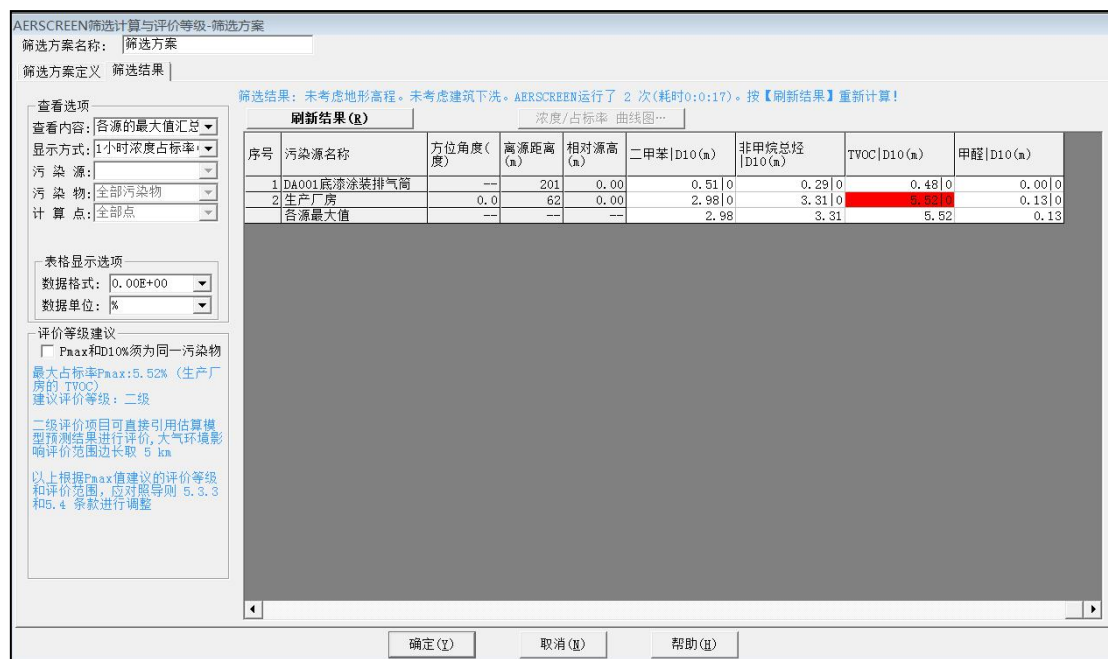 AERSCREEN筛选计算与评价等级-筛选方案
筛选方案名称: 筛选方案
筛选方案定义 筛选结果
筛选结果: 未考虑地形高程。未考虑建筑下洗。AERSCREEN运行了 2 次(耗时0:0:17)。按【刷新结果】重新计算!
刷新结果(R) 浓度/占标率 曲线图…
查看选项
查看内容: 各源的最大值汇总
显示方式: 1小时浓度占标率
污 染 源:
污 染 物: 全部污染物
计 算 点: 全部点
序号 污染源名称 方位角度(度) 离源距离(m) 相对源高(m) 二甲苯|D10(m) 非甲烷总烃|D10(m) TVOC|D10(m) 甲醛|D10(m)
1 DA001底漆涂装排气筒 -- 201 0.00 0.51|0 0.29|0 0.48|0 0.00|0
2 生产厂房 0.0 62 0.00 2.98|0 3.31|0 5.52|0 0.13|0
各源最大值 -- -- -- 2.98 3.31 5.52 0.13
表格显示选项
数据格式: 0.00E+00
数据单位: %
评价等级建议
Pmax和D10%须为同一污染物
最大占标率Pmax:5.52% (生产厂
房的 TVOC)
建议评价等级: 二级
二级评价项目可直接引用估算模
型预测结果进行评价,大气环境影
响评价范围边长取 5 km
以上根据Pmax值建议的评价等级
和评价范围, 应对照导则 5.3.3
和5.4 条款进行调整
确定(Y) 取消(N) 帮助(H)